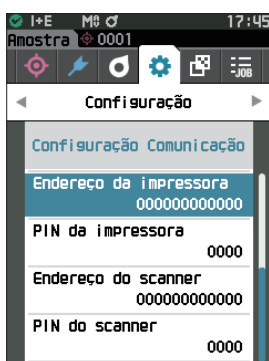 I+E M0 17:45
Amostra 0001
JOB
Configuração
Configuração Comunicação
Endereço da impressora
000000000000
PIN da impressora
0000
Endereço do scanner
000000000000
PIN do scanner
0000